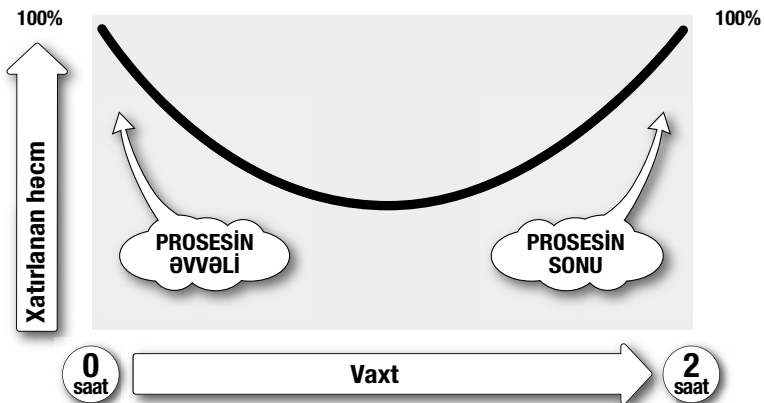 100%
100%
Xatırlanan həcm
PROSESİN
ƏVVƏLİ
PROSESİN
SONU
0
saat
Vaxt
2
saat